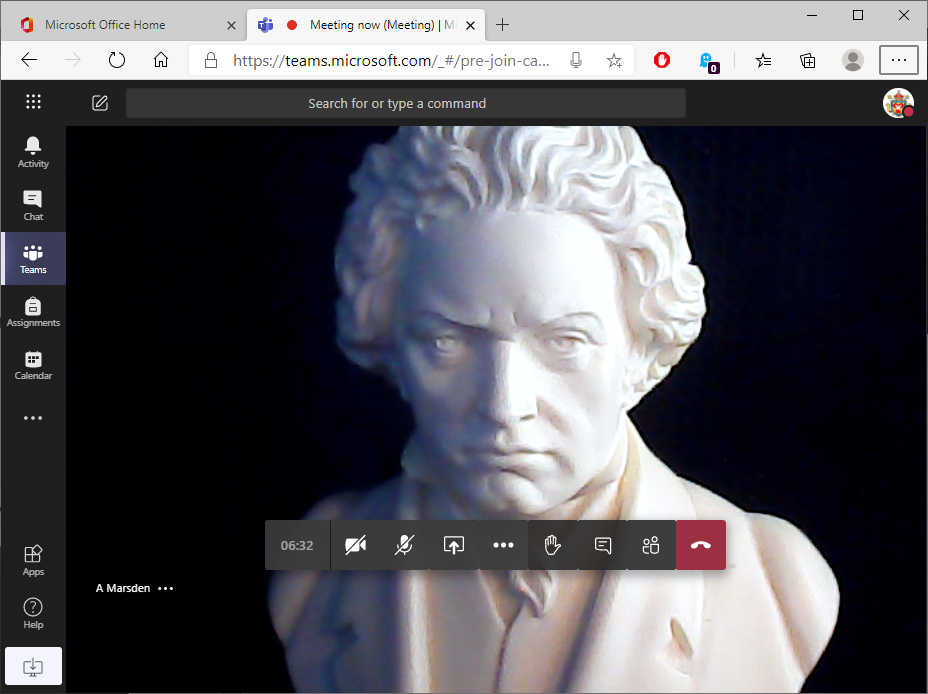 Microsoft Office Home
Meeting now (Meeting) | Mi
https://teams.microsoft.com/_#/pre-join-ca...
0
Search for or type a command
Activity
Chat
Teams
Assignments
Calendar
06:32
A Marsden
Apps
Help